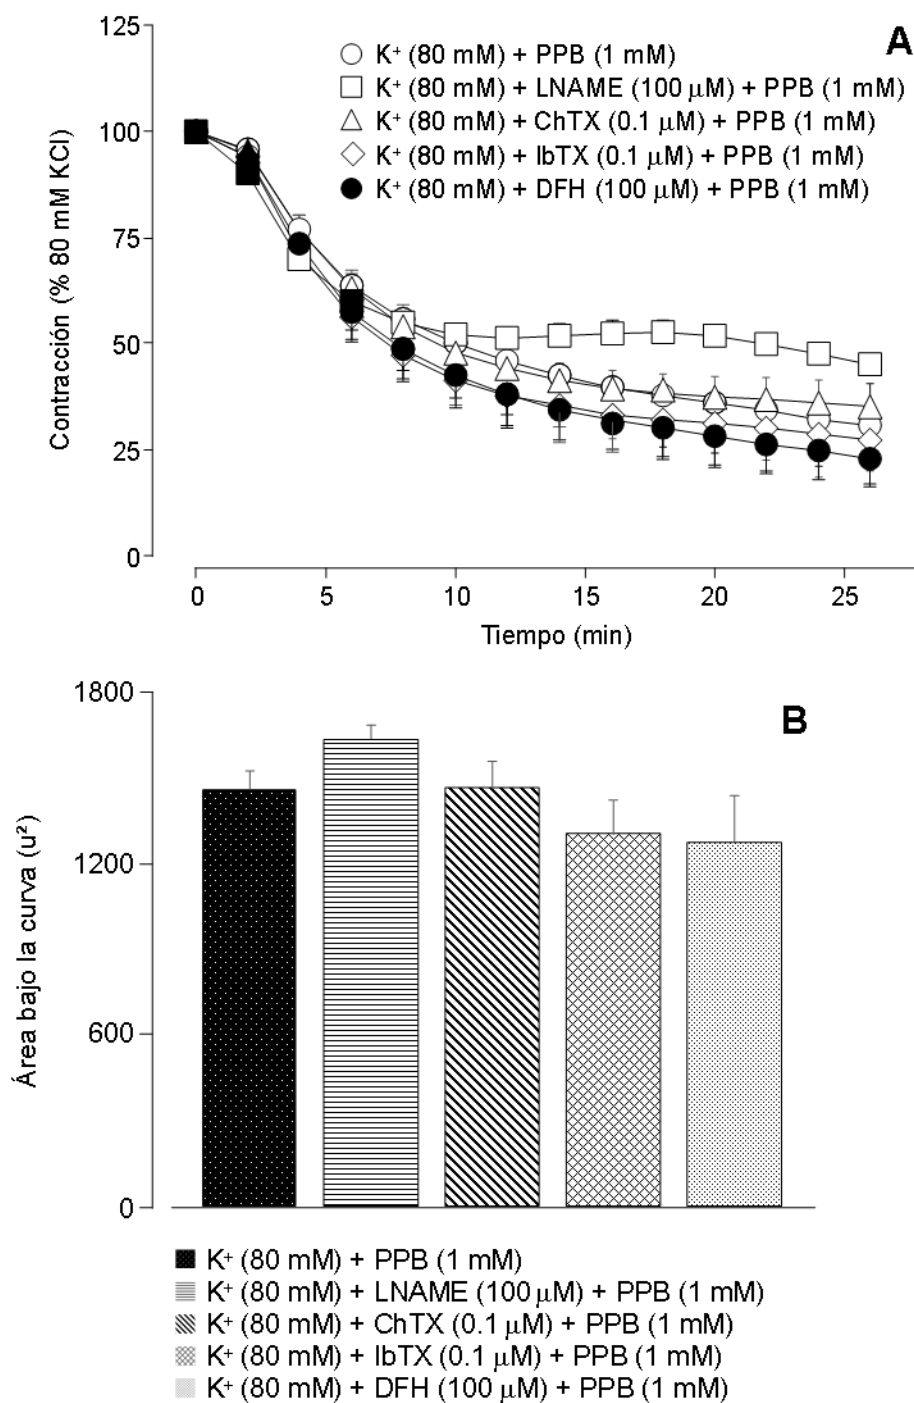 A
125
100
75
50
25
0
Contracción (% 80 mM KCl)
K⁺ (80 mM) + PPB (1 mM)
K⁺ (80 mM) + LNAME (100 μM) + PPB (1 mM)
K⁺ (80 mM) + ChTX (0.1 μM) + PPB (1 mM)
K⁺ (80 mM) + IbTX (0.1 μM) + PPB (1 mM)
K⁺ (80 mM) + DFH (100 μM) + PPB (1 mM)
0 5 10 15 20 25
Tiempo (min)
B
1800
1200
600
0
Área bajo la curva (u²)
K⁺ (80 mM) + PPB (1 mM)
K⁺ (80 mM) + LNAME (100 μM) + PPB (1 mM)
K⁺ (80 mM) + ChTX (0.1 μM) + PPB (1 mM)
K⁺ (80 mM) + IbTX (0.1 μM) + PPB (1 mM)
K⁺ (80 mM) + DFH (100 μM) + PPB (1 mM)